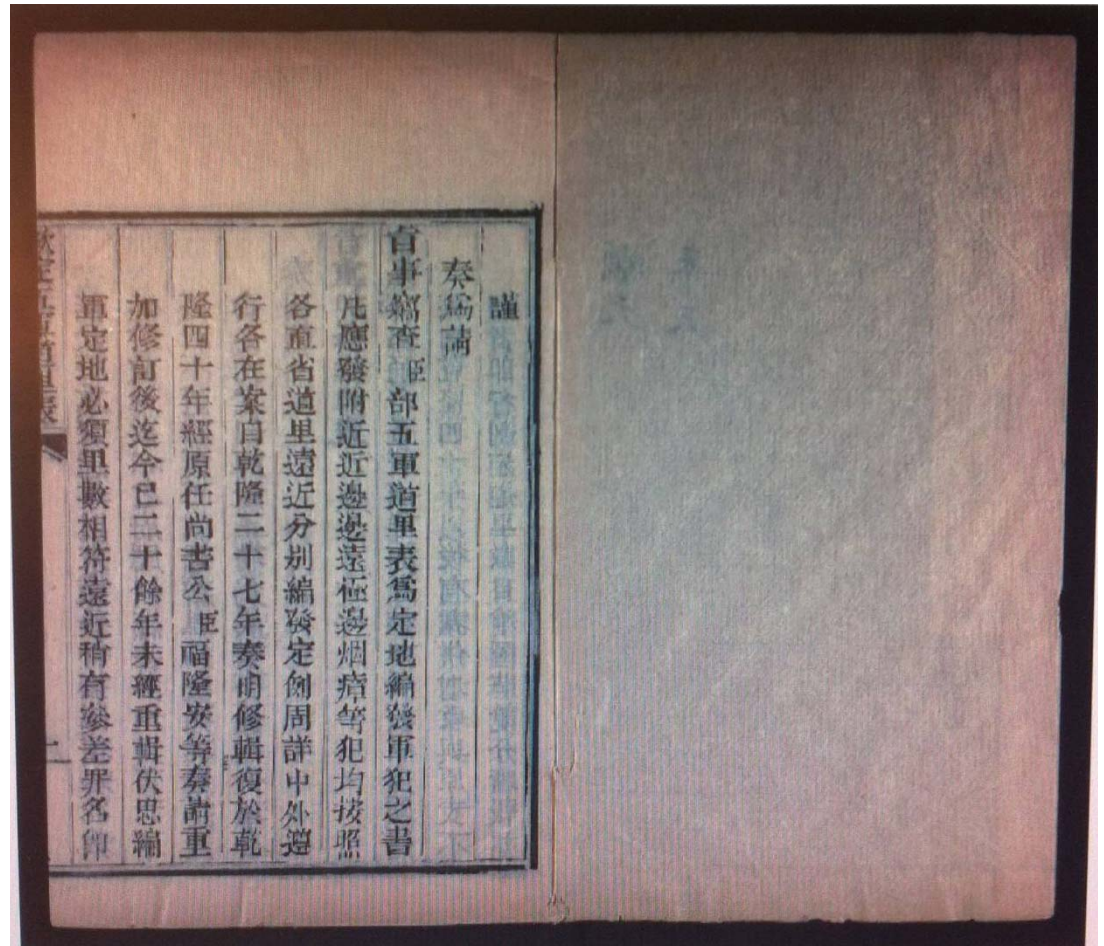 謹
奏爲請
旨事竊查臣部五軍道里表爲定地編發軍犯之書
凡應發附近近邊邊遠極邊烟瘴等犯均按照
各直省道里遠近分别編發定例周詳中外遵
行各在案自乾隆二十七年奏明修輯復於乾
隆四十年經原任尚書公臣福隆安等奏請重
加修訂後迄今已二十餘年未經重輯伏思編
軍定地必須里數相符遠近稍有參差罪名卽
欽定五軍道里表
一